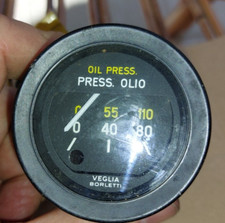 OIL PRESS.
PRESS. OLIO
0 55 110
0 40 80
VEGLIA
BORLETTI